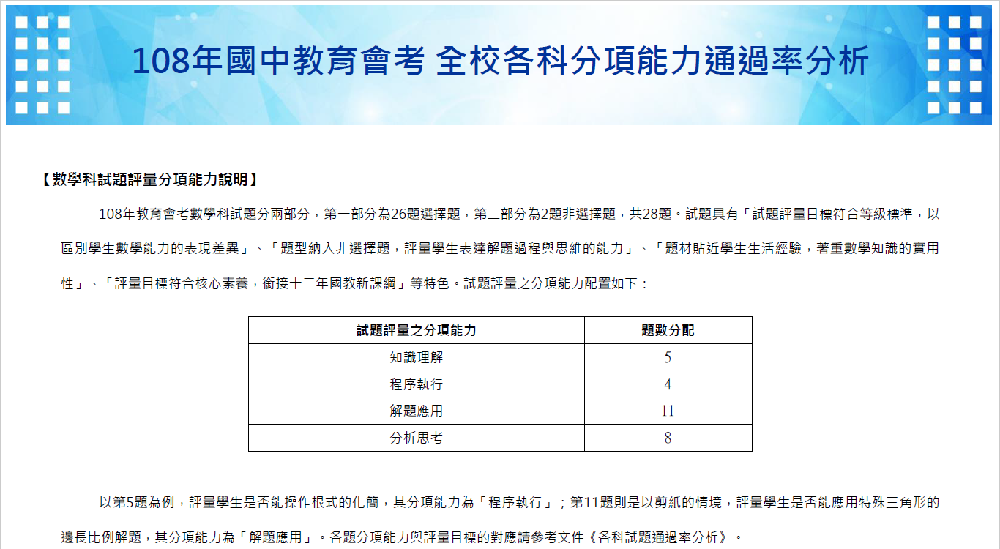 108年國中教育會考 全校各科分項能力通過率分析
【數學科試題評量分項能力說明】
108年教育會考數學科試題分兩部分，第一部分為26題選擇題，第二部分為2題非選擇題，共28題。試題具有「試題評量目標符合等級標準，以
區別學生數學能力的表現差異」、「題型納入非選擇題，評量學生表達解題過程與思維的能力」、「題材貼近學生生活經驗，著重數學知識的實用
性」、「評量目標符合核心素養，銜接十二年國教新課綱」等特色。試題評量之分項能力配置如下：
試題評量之分項能力 題數分配
知識理解 5
程序執行 4
解題應用 11
分析思考 8
以第5題為例，評量學生是否能操作根式的化簡，其分項能力為「程序執行」；第11題則是以剪紙的情境，評量學生是否能應用特殊三角形的
邊長比例解題，其分項能力為「解題應用」。各題分項能力與評量目標的對應請參考文件《各科試題通過率分析》。